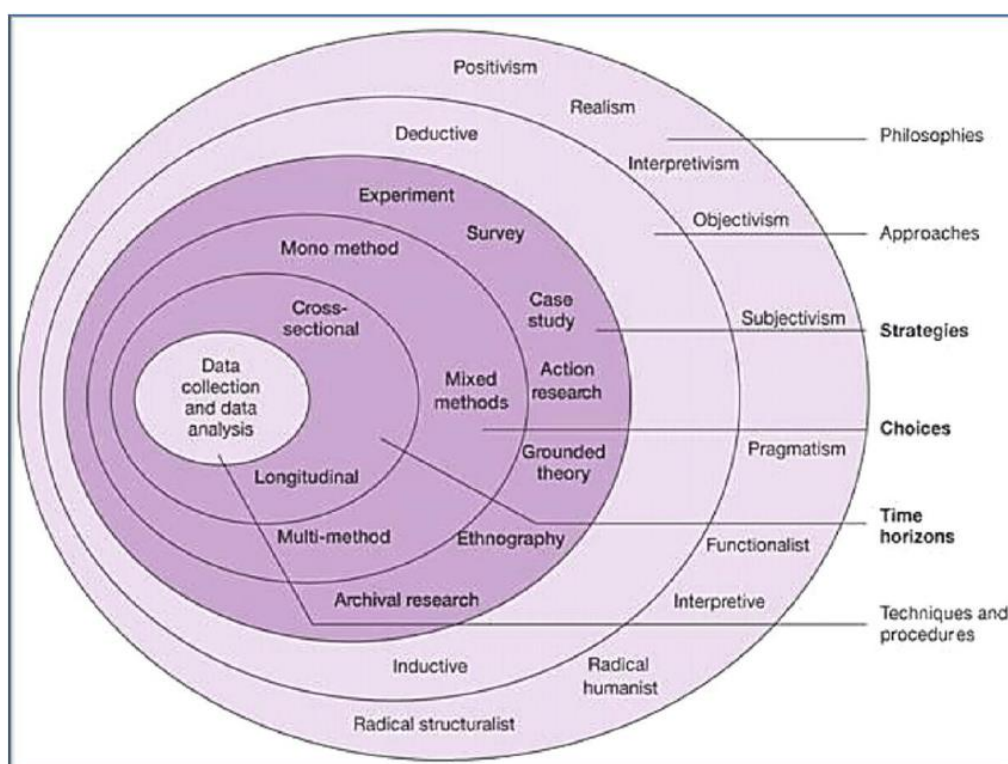 Positivism
Realism
Philosophies
Deductive
Interpretivism
Experiment
Objectivism
Survey
Approaches
Mono method
Case
study
Cross-
sectional
Subjectivism
Strategies
Data
collection
and data
analysis
Mixed
methods
Action
research
Choices
Pragmatism
Grounded
theory
Longitudinal
Time
horizons
Multi-method
Ethnography
Functionalist
Archival research
Interpretive
Techniques and
procedures
Inductive
Radical
humanist
Radical structuralist